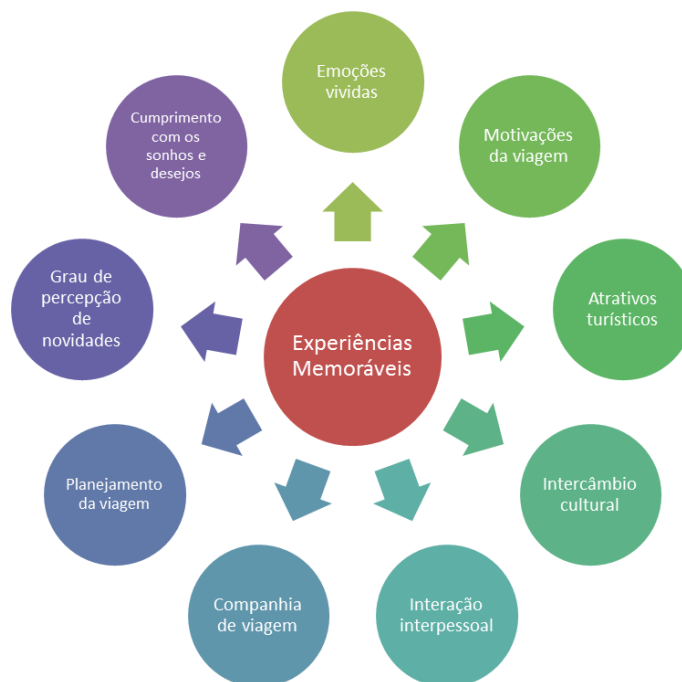 Emoções
vividas
Motivações
da viagem
Atrativos
turísticos
Intercâmbio
cultural
Interação
interpessoal
Companhia
de viagem
Planejamento
da viagem
Grau de
percepção
de
novidades
Cumprimento
com os
sonhos e
desejos
Experiências
Memoráveis